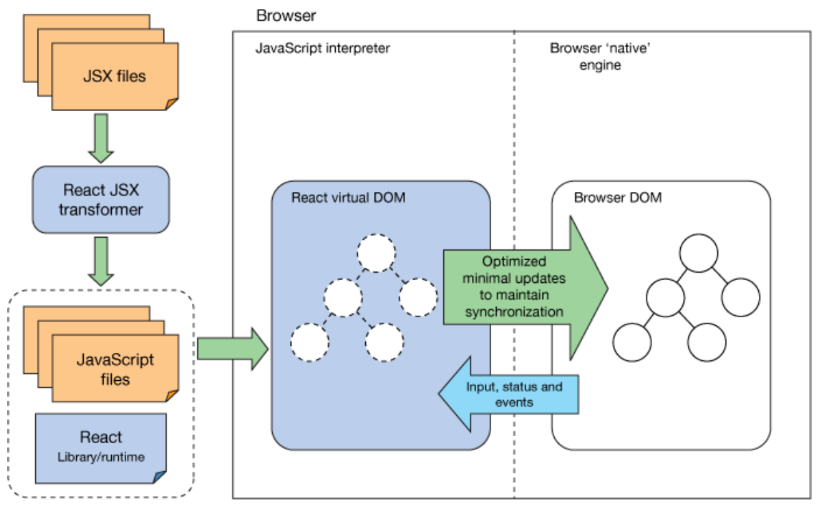 Browser
JSX files
JavaScript interpreter
Browser ‘native’
engine
React JSX
transformer
React virtual DOM
Browser DOM
Optimized
minimal updates
to maintain
synchronization
JavaScript
files
Input, status and
events
React
Library/runtime